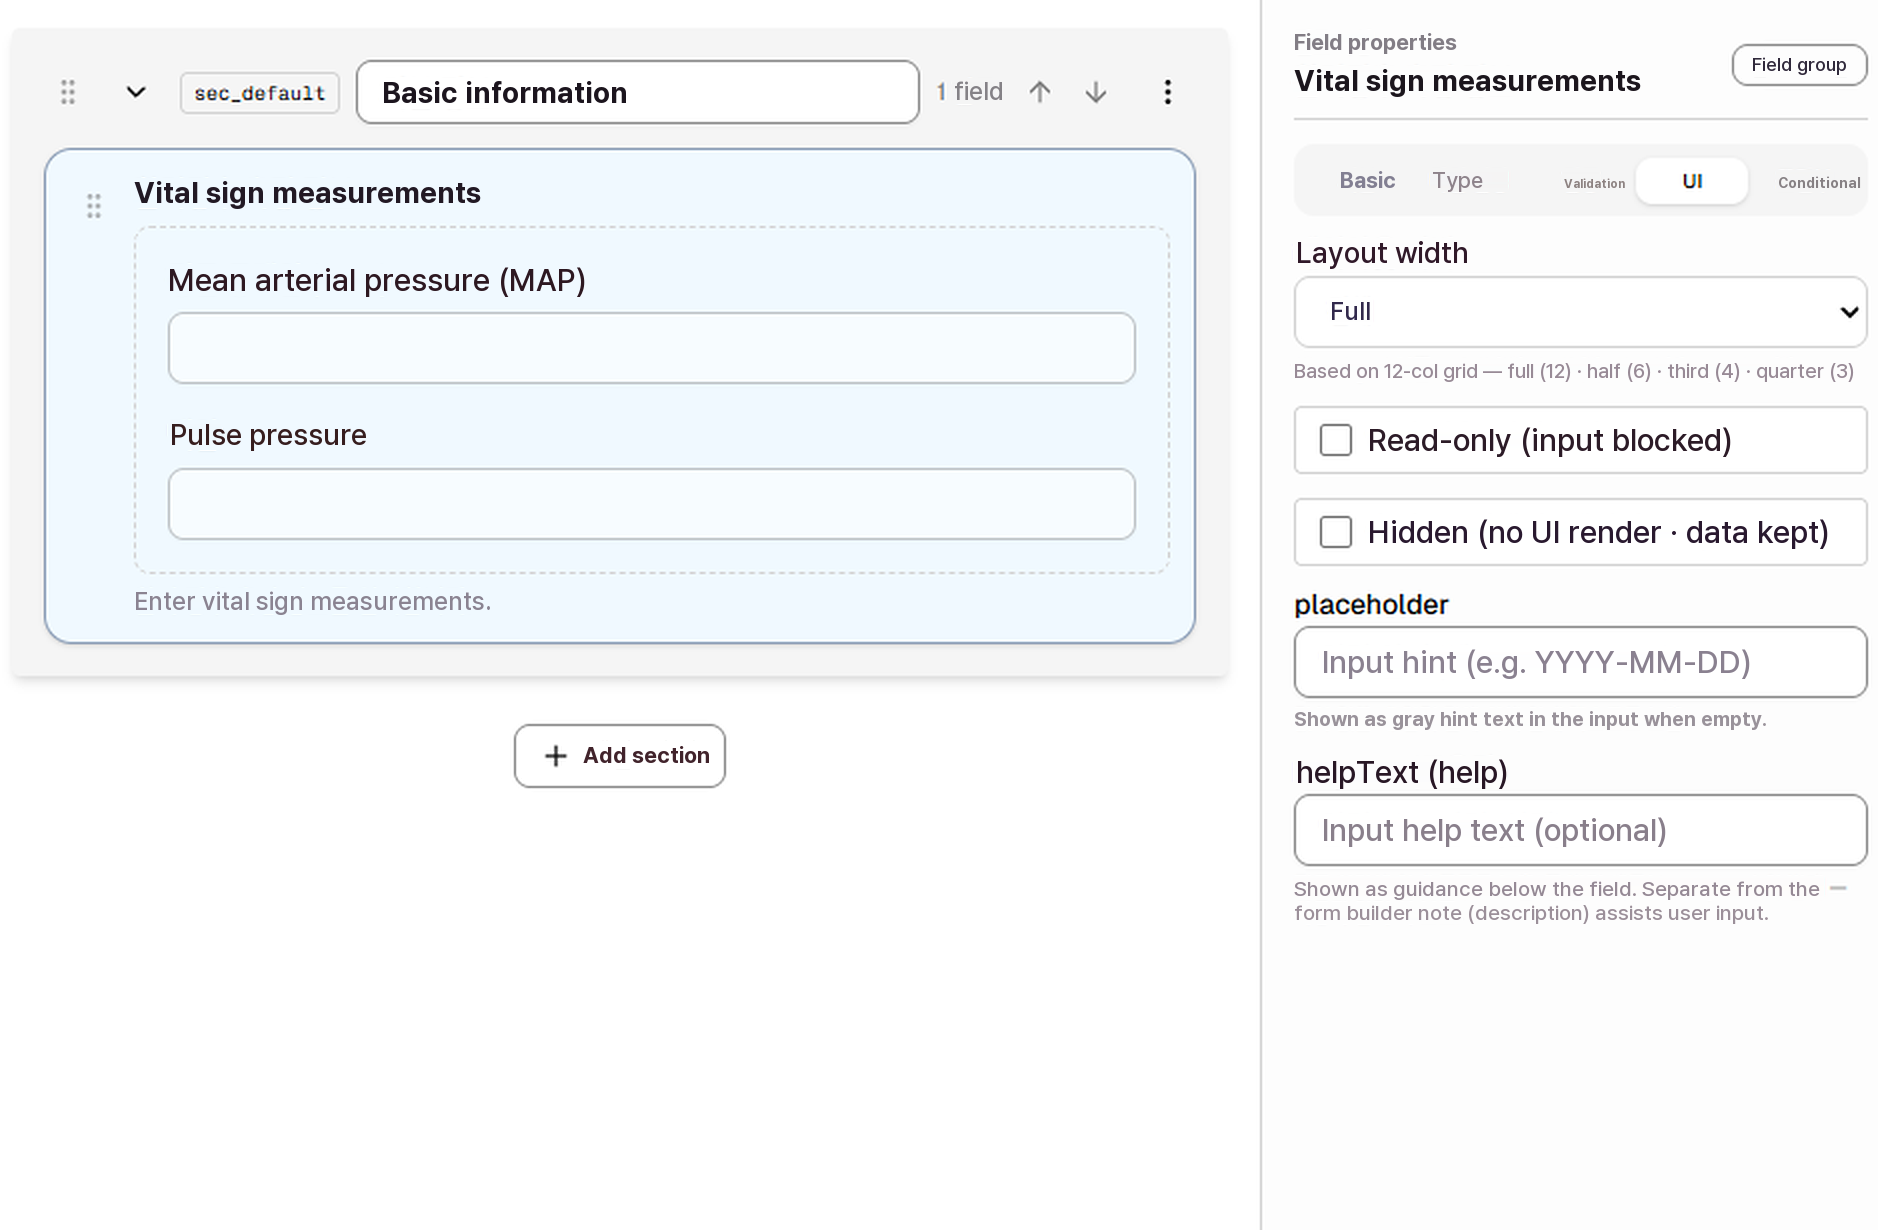 sec_default
Basic information
1 field
Vital sign measurements
Mean arterial pressure (MAP)
Pulse pressure
Enter vital sign measurements.
Add section
Field properties
Vital sign measurements
Field group
Basic
Type
Validation
UI
Conditional
Layout width
Full
Based on 12-col grid — full (12) · half (6) · third (4) · quarter (3)
Read-only (input blocked)
Hidden (no UI render · data kept)
placeholder
Input hint (e.g. YYYY-MM-DD)
Shown as gray hint text in the input when empty.
helpText (help)
Input help text (optional)
Shown as guidance below the field. Separate from the —
form builder note (description) assists user input.